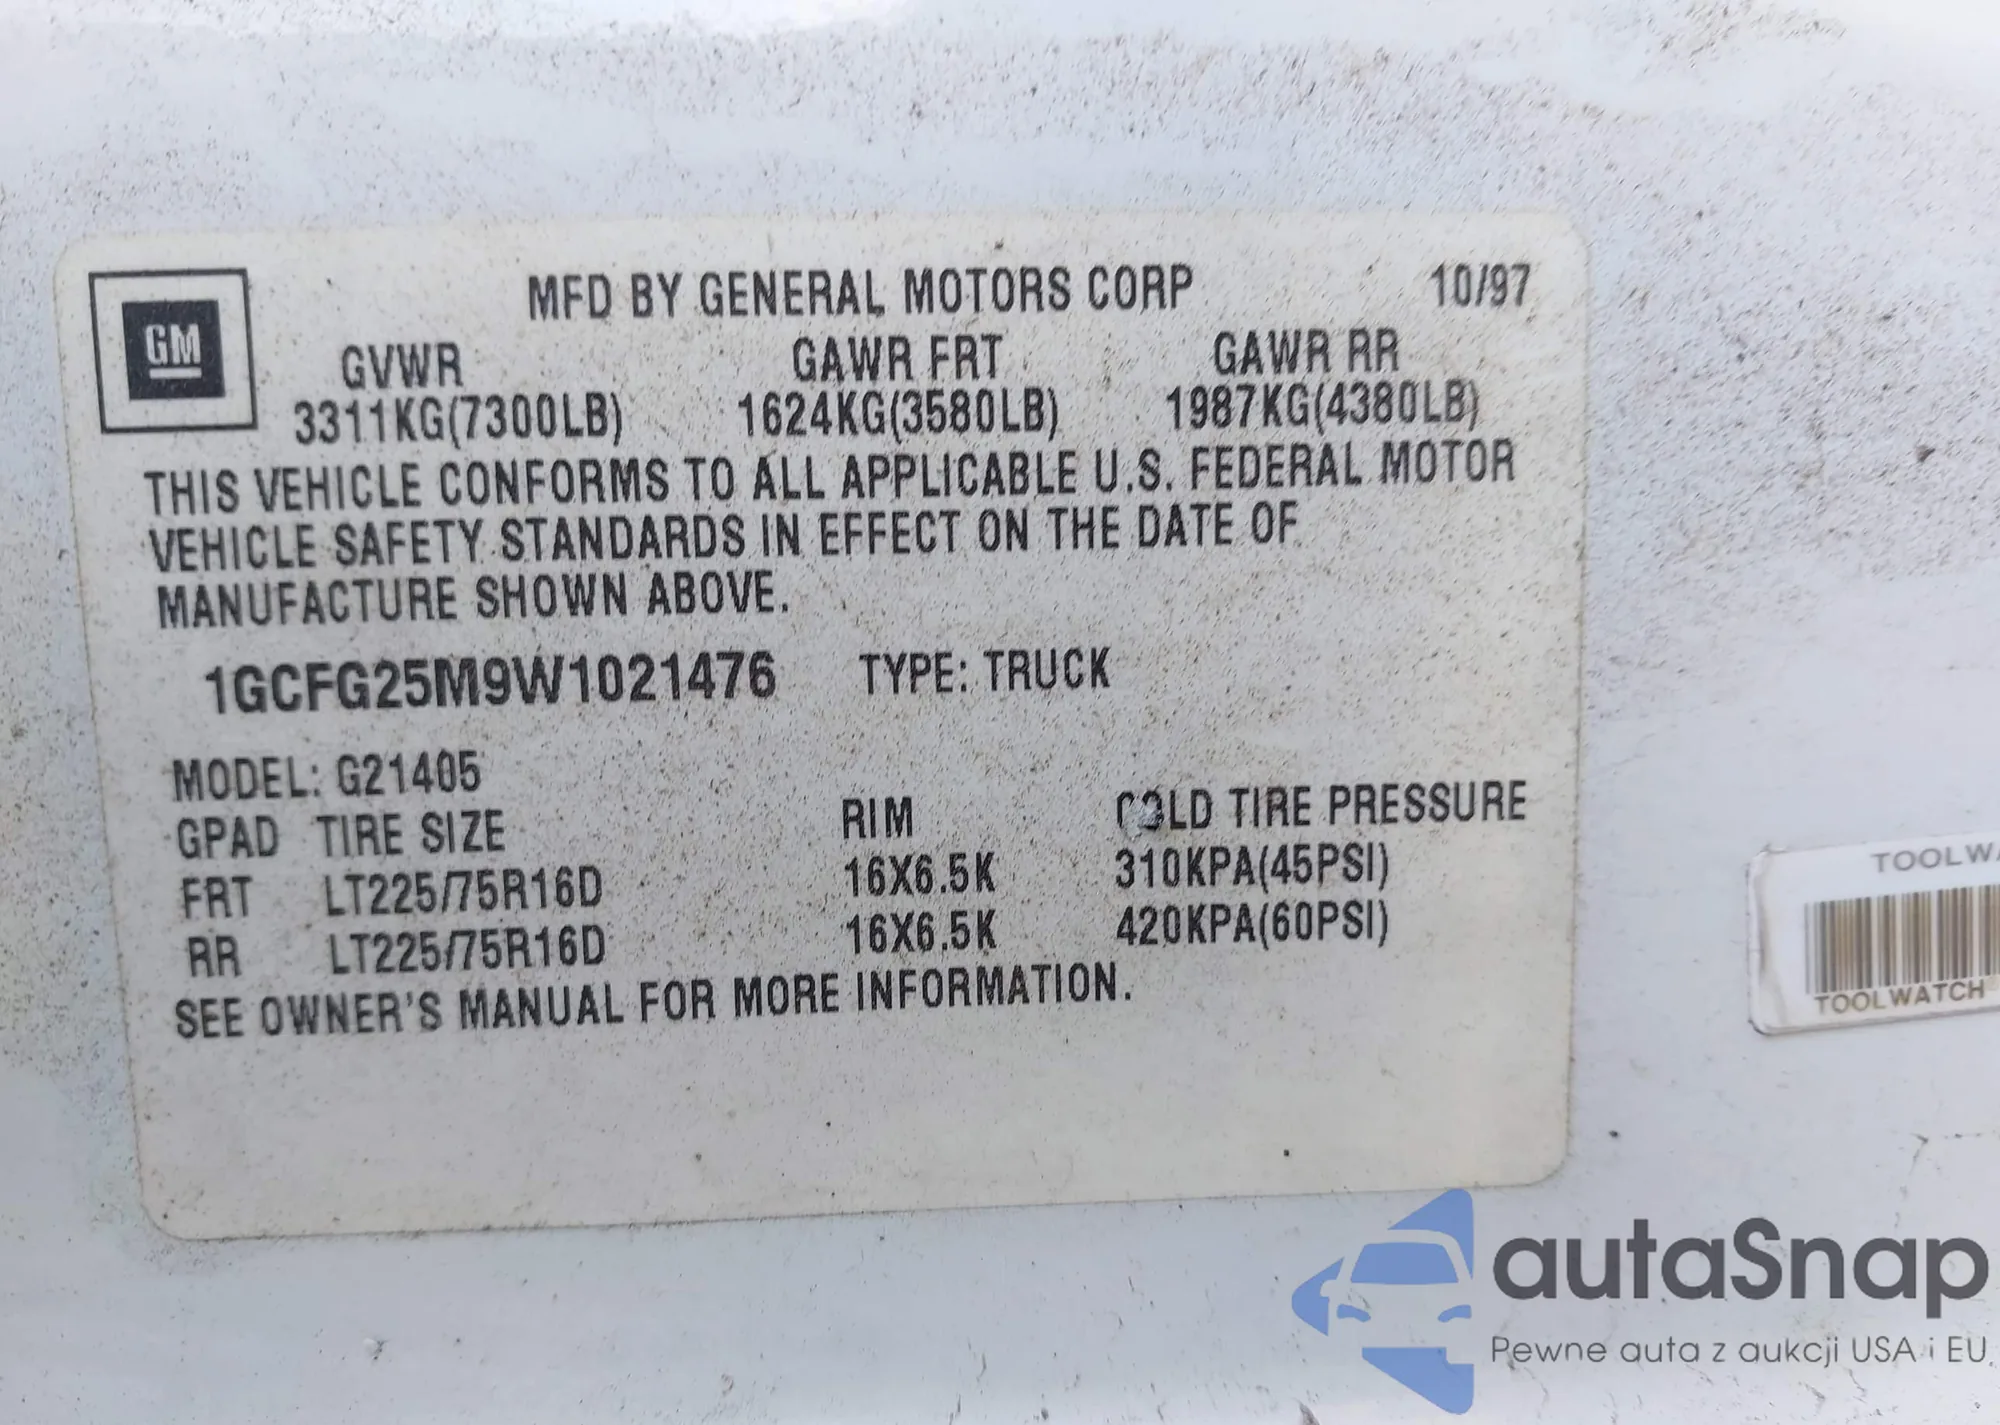 GM
MFD BY GENERAL MOTORS CORP 10/97
GVWR GAWR FRT GAWR RR
3311KG(7300LB) 1624KG(3580LB) 1987KG(4380LB)
THIS VEHICLE CONFORMS TO ALL APPLICABLE U.S. FEDERAL MOTOR
VEHICLE SAFETY STANDARDS IN EFFECT ON THE DATE OF
MANUFACTURE SHOWN ABOVE.
1GCFG25M9W1021476 TYPE: TRUCK
MODEL: G21405
GPAD TIRE SIZE RIM COLD TIRE PRESSURE
FRT LT225/75R16D 16X6.5K 310KPA(45PSI)
RR LT225/75R16D 16X6.5K 420KPA(60PSI)
SEE OWNER'S MANUAL FOR MORE INFORMATION.
TOOLWATCH
autaSnap
Pewne auta z aukcji USA i EU